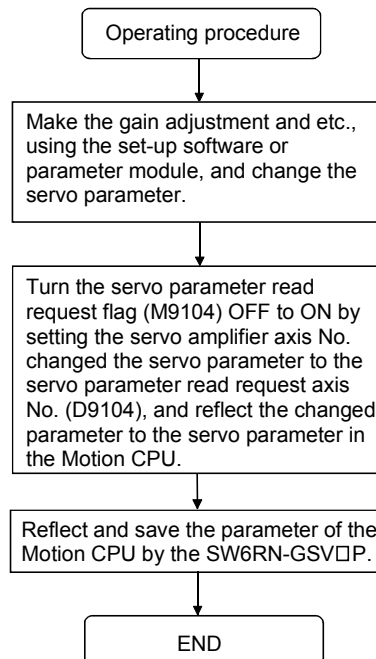 Operating procedure
Make the gain adjustment and etc.,
using the set-up software or
parameter module, and change the
servo parameter.
Turn the servo parameter read
request flag (M9104) OFF to ON by
setting the servo amplifier axis No.
changed the servo parameter to the
servo parameter read request axis
No. (D9104), and reflect the changed
parameter to the servo parameter in
the Motion CPU.
Reflect and save the parameter of the
Motion CPU by the SW6RN-GSV□P.
END